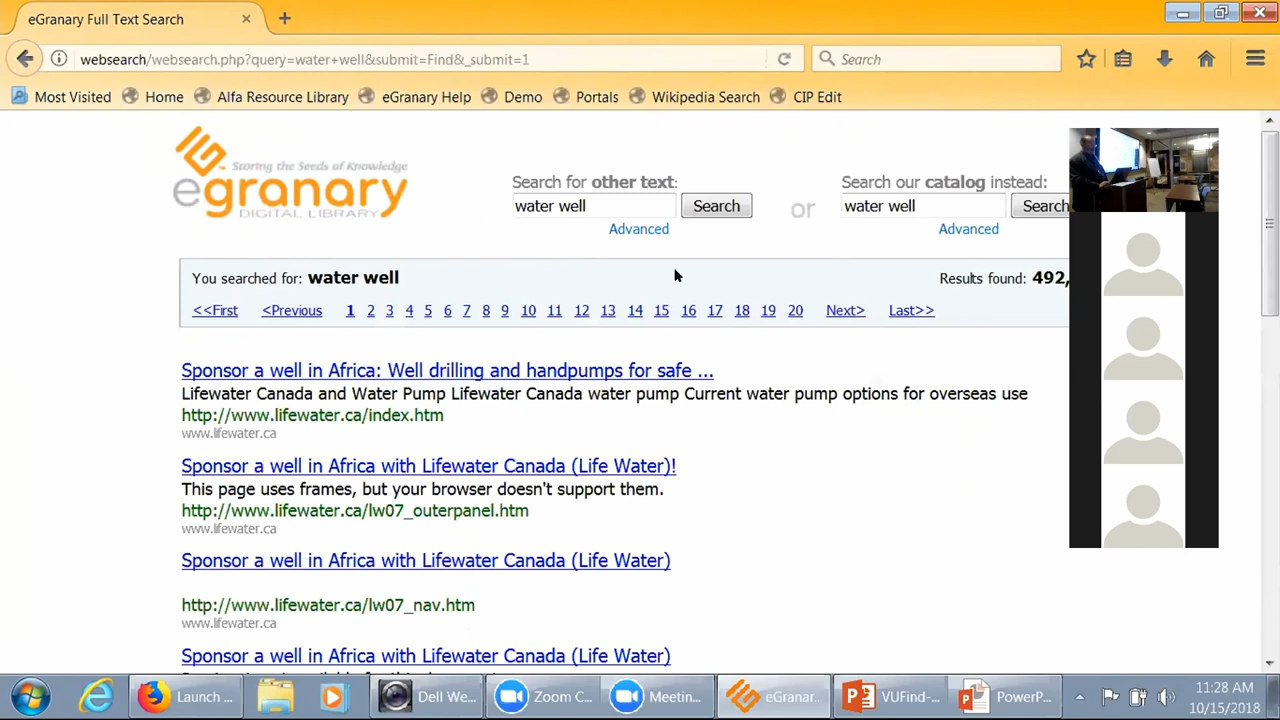 eGranary Full Text Search
websearch/websearch.php?query=water+well&submit=Find&_submit=1
Search
Most Visited Home Alfa Resource Library eGranary Help Demo Portals Wikipedia Search CIP Edit
Storing the Seeds of Knowledge
egranary
DIGITAL LIBRARY
Search for other text:
water well Search
Advanced
or
Search our catalog instead:
water well Search
Advanced
You searched for: water well
Results found: 492,
<<First <Previous 1 2 3 4 5 6 7 8 9 10 11 12 13 14 15 16 17 18 19 20 Next> Last>>
Sponsor a well in Africa: Well drilling and handpumps for safe ...
Lifewater Canada and Water Pump Lifewater Canada water pump Current water pump options for overseas use
http://www.lifewater.ca/index.htm
www.lifewater.ca
Sponsor a well in Africa with Lifewater Canada (Life Water)!
This page uses frames, but your browser doesn't support them.
http://www.lifewater.ca/lw07_outerpanel.htm
www.lifewater.ca
Sponsor a well in Africa with Lifewater Canada (Life Water)
http://www.lifewater.ca/lw07_nav.htm
www.lifewater.ca
Sponsor a well in Africa with Lifewater Canada (Life Water)
Launch ... Dell We... Zoom C... Meetin... eGranar... VUFind-... PowerP...
11:28 AM
10/15/2018